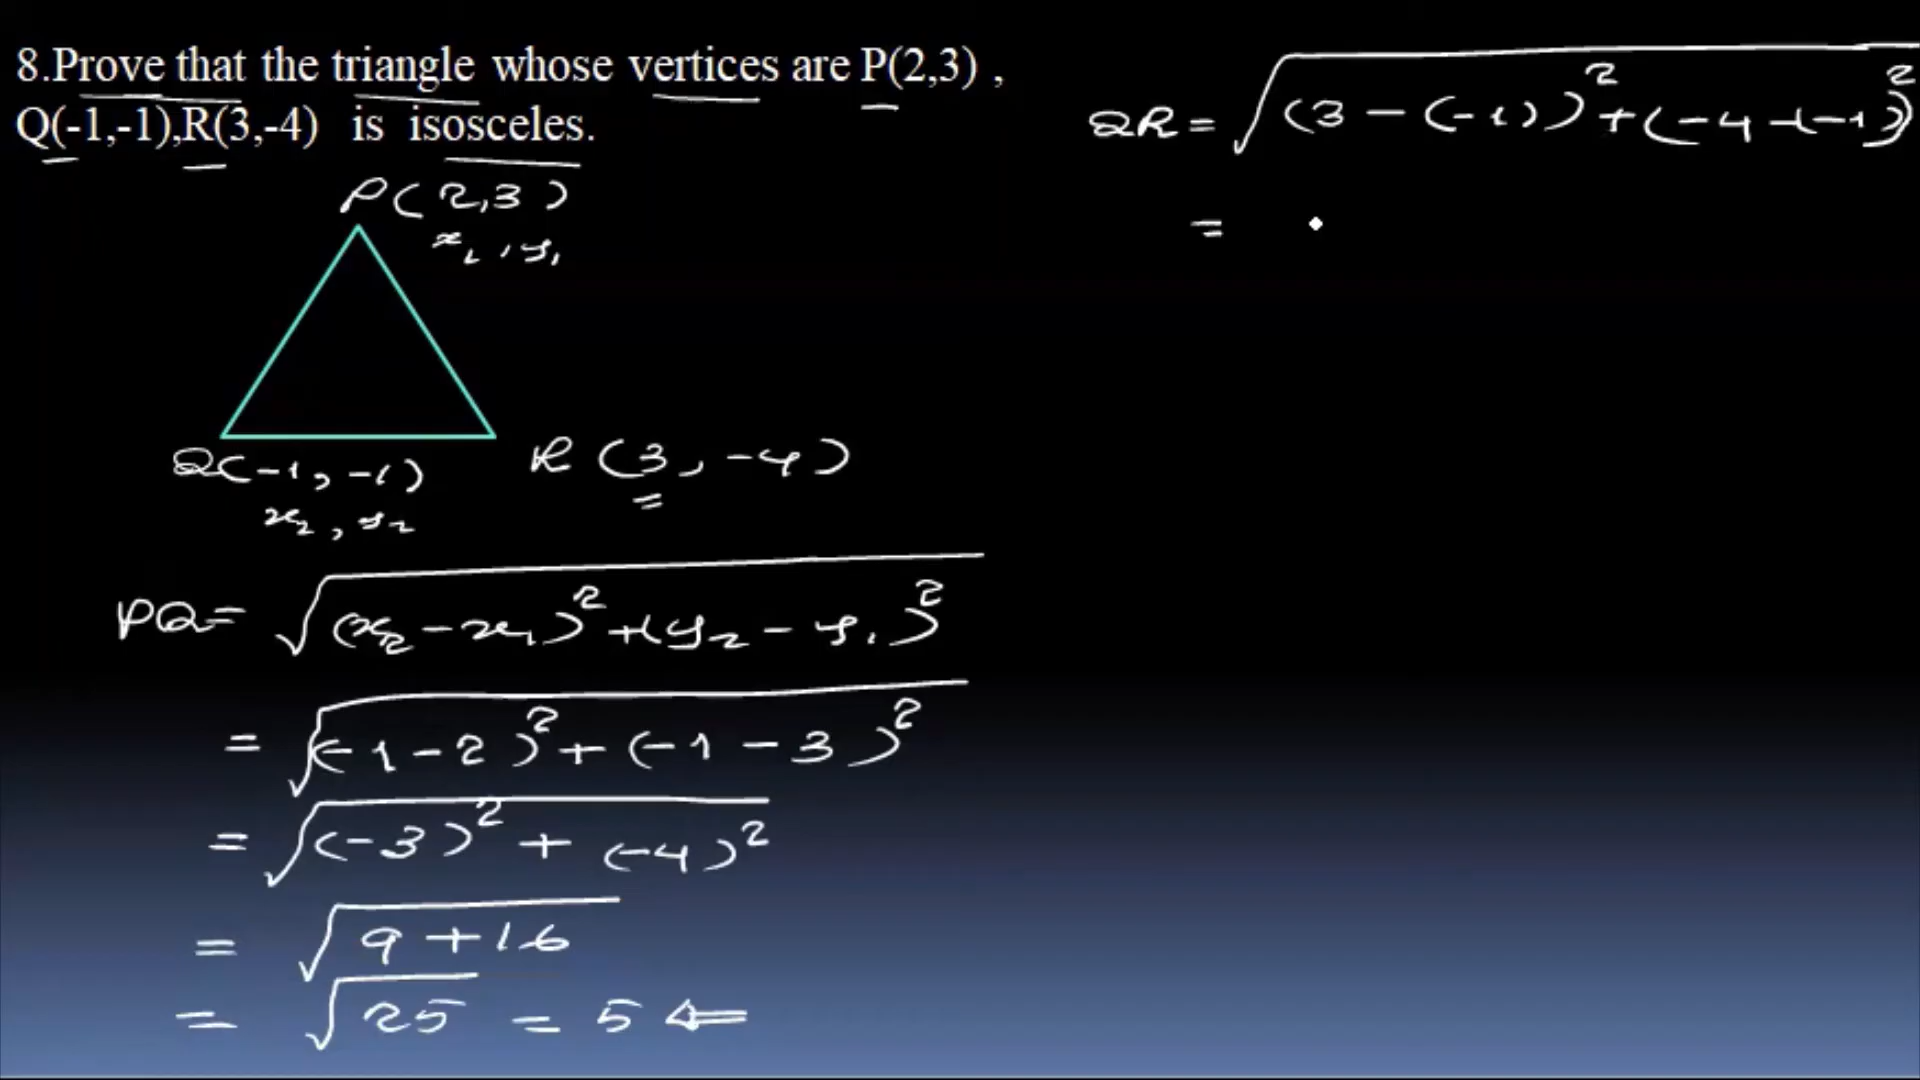 8.Prove that the triangle whose vertices are P(2,3) ,
Q(-1,-1),R(3,-4) is isosceles.
P(2,3)
x₁,y₁
Q(-1,-1)
x₂,y₂
R(3,-4)
=
PQ=√(x₂-x₁)²+(y₂-y₁)²
=√(-1-2)²+(-1-3)²
=√(-3)²+(-4)²
=√9+16
=√25=5⇐
QR=√(3-(-1))²+(-4-(-1))²
=